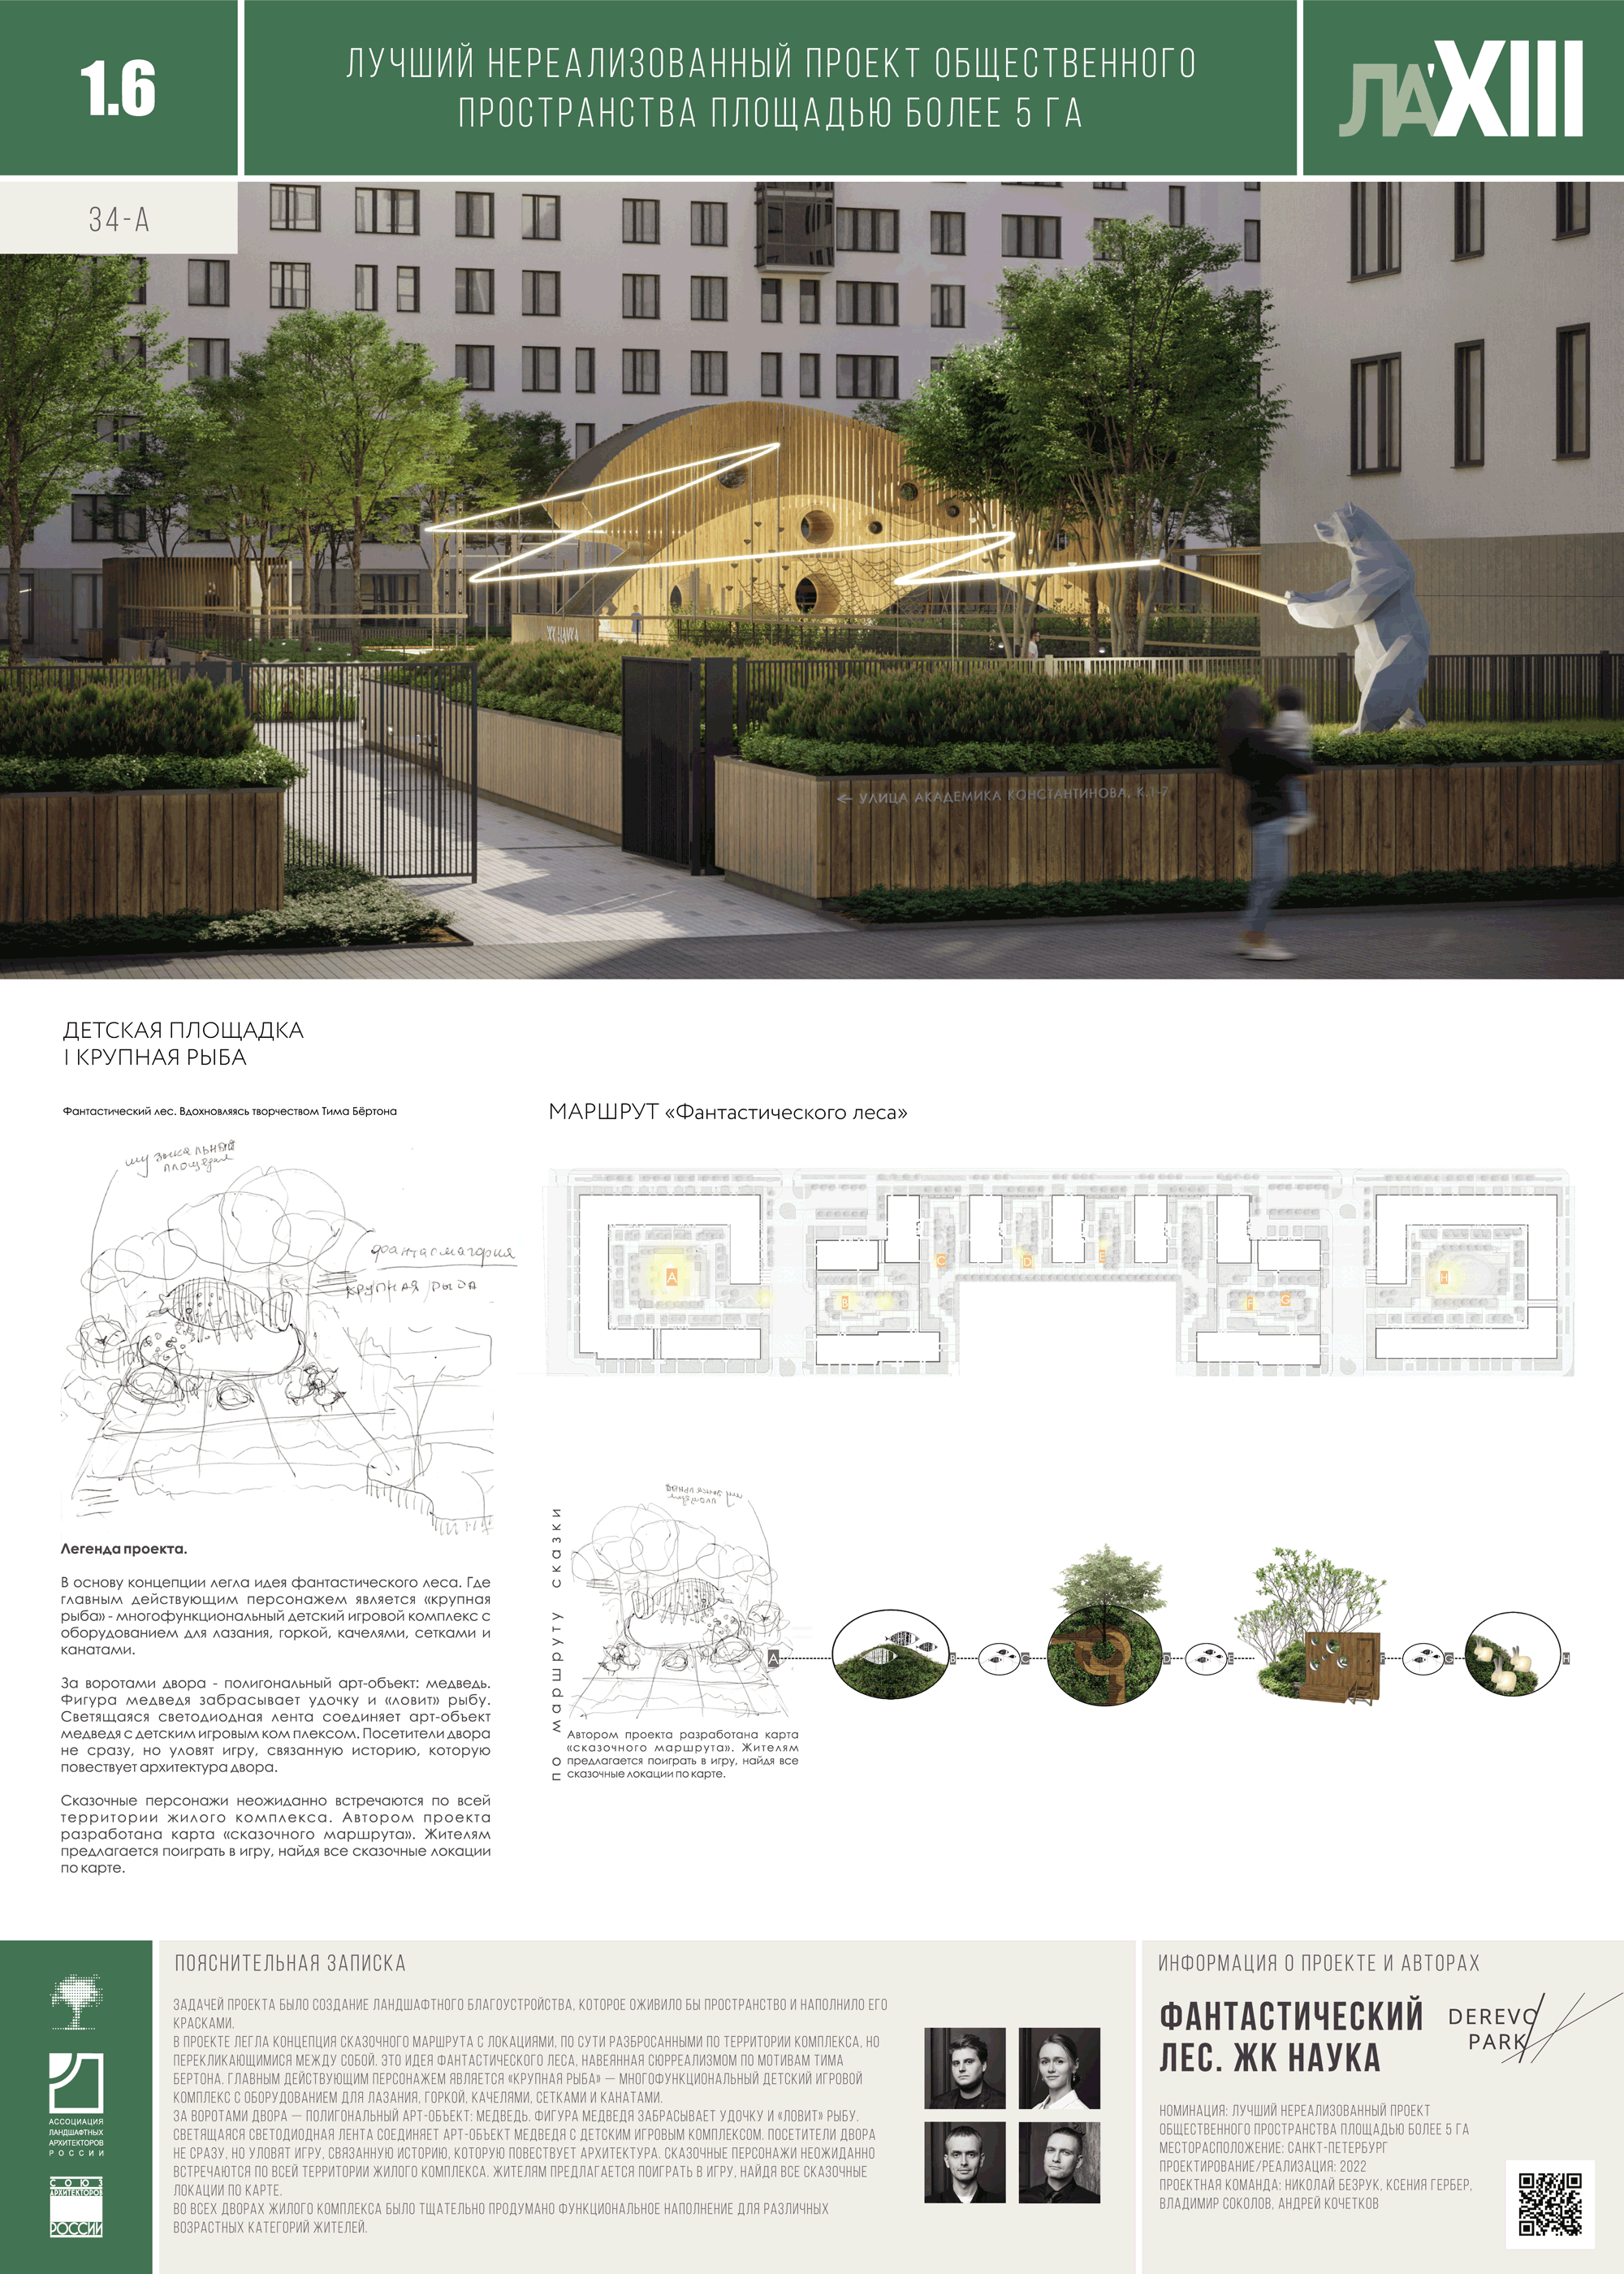 1.6
ЛУЧШИЙ НЕРЕАЛИЗОВАННЫЙ ПРОЕКТ ОБЩЕСТВЕННОГО
ПРОСТРАНСТВА ПЛОЩАДЬЮ БОЛЕЕ 5 ГА
ЛА'XIII
34-А
ЖК НАУКА
← УЛИЦА АКАДЕМИКА КОНСТАНТИНОВА, К.1-7
ДЕТСКАЯ ПЛОЩАДКА
I КРУПНАЯ РЫБА
Фантастический лес. Вдохновляясь творчеством Тима Бёртона
музыкальный
площадка
фантасмагория
КРУПНАЯ РЫБА
Легенда проекта.
В основу концепции легла идея фантастического леса. Где
главным действующим персонажем является «крупная
рыба» - многофункциональный детский игровой комплекс с
оборудованием для лазания, горкой, качелями, сетками и
канатами.
За воротами двора - полигональный арт-объект: медведь.
Фигура медведя забрасывает удочку и «ловит» рыбу.
Светящаяся светодиодная лента соединяет арт-объект
медведя с детским игровым ком плексом. Посетители двора
не сразу, но уловят игру, связанную историю, которую
повествует архитектура двора.
Сказочные персонажи неожиданно встречаются по всей
территории жилого комплекса. Автором проекта
разработана карта «сказочного маршрута». Жителям
предлагается поиграть в игру, найдя все сказочные локации
по карте.
МАРШРУТ «Фантастического леса»
A
B
C
D
E
F
G
H
по маршруту сказки
A
B
C
D
E
F
G
H
Автором проекта разработана карта
«сказочного маршрута». Жителям
предлагается поиграть в игру, найдя все
сказочные локации по карте.
АССОЦИАЦИЯ
ЛАНДШАФТНЫХ
АРХИТЕКТОРОВ
РОССИИ
СОЮЗ
АРХИТЕКТОРОВ
РОССИИ
ПОЯСНИТЕЛЬНАЯ ЗАПИСКА
ЗАДАЧЕЙ ПРОЕКТА БЫЛО СОЗДАНИЕ ЛАНДШАФТНОГО БЛАГОУСТРОЙСТВА, КОТОРОЕ ОЖИВИЛО БЫ ПРОСТРАНСТВО И НАПОЛНИЛО ЕГО
КРАСКАМИ.
В ПРОЕКТЕ ЛЕГЛА КОНЦЕПЦИЯ СКАЗОЧНОГО МАРШРУТА С ЛОКАЦИЯМИ, ПО СУТИ РАЗБРОСАННЫМИ ПО ТЕРРИТОРИИ КОМПЛЕКСА, НО
ПЕРЕКЛИКАЮЩИМИСЯ МЕЖДУ СОБОЙ. ЭТО ИДЕЯ ФАНТАСТИЧЕСКОГО ЛЕСА, НАВЕЯННАЯ СЮРРЕАЛИЗМОМ ПО МОТИВАМ ТИМА
БЕРТОНА. ГЛАВНЫМ ДЕЙСТВУЮЩИМ ПЕРСОНАЖЕМ ЯВЛЯЕТСЯ «КРУПНАЯ РЫБА» — МНОГОФУНКЦИОНАЛЬНЫЙ ДЕТСКИЙ ИГРОВОЙ
КОМПЛЕКС С ОБОРУДОВАНИЕМ ДЛЯ ЛАЗАНИЯ, ГОРКОЙ, КАЧЕЛЯМИ, СЕТКАМИ И КАНАТАМИ.
ЗА ВОРОТАМИ ДВОРА — ПОЛИГОНАЛЬНЫЙ АРТ-ОБЪЕКТ: МЕДВЕДЬ. ФИГУРА МЕДВЕДЯ ЗАБРАСЫВАЕТ УДОЧКУ И «ЛОВИТ» РЫБУ.
СВЕТЯЩАЯСЯ СВЕТОДИОДНАЯ ЛЕНТА СОЕДИНЯЕТ АРТ-ОБЪЕКТ МЕДВЕДЯ С ДЕТСКИМ ИГРОВЫМ КОМПЛЕКСОМ. ПОСЕТИТЕЛИ ДВОРА
НЕ СРАЗУ, НО УЛОВЯТ ИГРУ, СВЯЗАННУЮ ИСТОРИЮ, КОТОРУЮ ПОВЕСТВУЕТ АРХИТЕКТУРА. СКАЗОЧНЫЕ ПЕРСОНАЖИ НЕОЖИДАННО
ВСТРЕЧАЮТСЯ ПО ВСЕЙ ТЕРРИТОРИИ ЖИЛОГО КОМПЛЕКСА. ЖИТЕЛЯМ ПРЕДЛАГАЕТСЯ ПОИГРАТЬ В ИГРУ, НАЙДЯ ВСЕ СКАЗОЧНЫЕ
ЛОКАЦИИ ПО КАРТЕ.
ВО ВСЕХ ДВОРАХ ЖИЛОГО КОМПЛЕКСА БЫЛО ТЩАТЕЛЬНО ПРОДУМАНО ФУНКЦИОНАЛЬНОЕ НАПОЛНЕНИЕ ДЛЯ РАЗЛИЧНЫХ
ВОЗРАСТНЫХ КАТЕГОРИЙ ЖИТЕЛЕЙ.
ИНФОРМАЦИЯ О ПРОЕКТЕ И АВТОРАХ
ФАНТАСТИЧЕСКИЙ
ЛЕС. ЖК НАУКА
DEREVO
PARK
НОМИНАЦИЯ: ЛУЧШИЙ НЕРЕАЛИЗОВАННЫЙ ПРОЕКТ
ОБЩЕСТВЕННОГО ПРОСТРАНСТВА ПЛОЩАДЬЮ БОЛЕЕ 5 ГА
МЕСТОРАСПОЛОЖЕНИЕ: САНКТ-ПЕТЕРБУРГ
ПРОЕКТИРОВАНИЕ/РЕАЛИЗАЦИЯ: 2022
ПРОЕКТНАЯ КОМАНДА: НИКОЛАЙ БЕЗРУК, КСЕНИЯ ГЕРБЕР,
ВЛАДИМИР СОКОЛОВ, АНДРЕЙ КОЧЕТКОВ